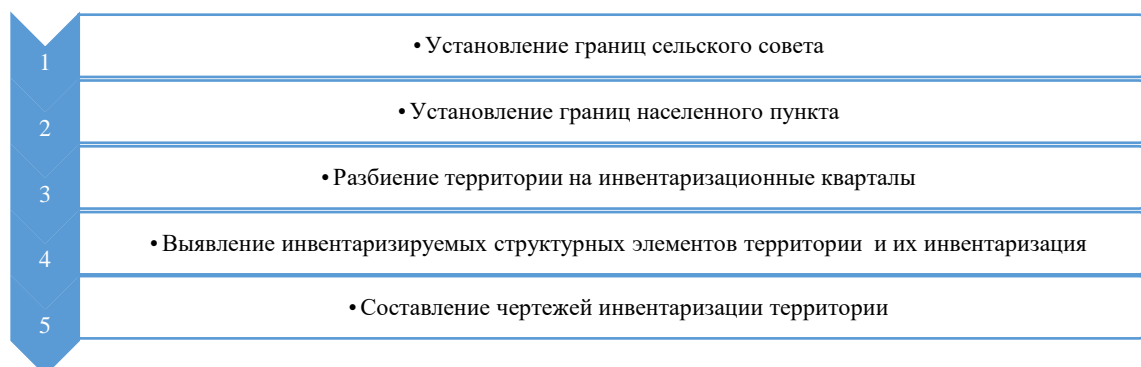 1
• Установление границ сельского совета
2
• Установление границ населенного пункта
3
• Разбиение территории на инвентаризационные кварталы
4
• Выявление инвентаризируемых структурных элементов территории и их инвентаризация
5
• Составление чертежей инвентаризации территории